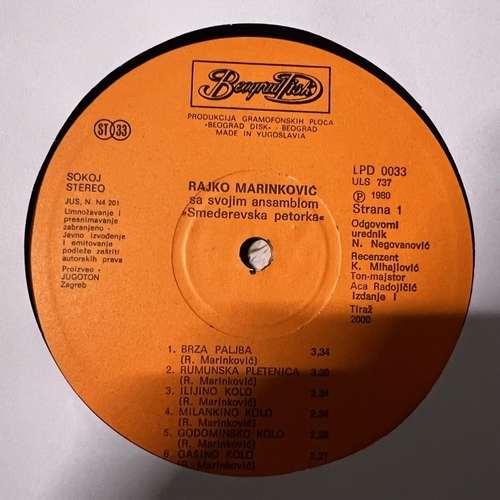 Beograd Disk
PRODUKCIJA GRAMOFONSKIH PLOČA
»BEOGRAD DISK« - BEOGRAD
MADE IN YUGOSLAVIA
ST 33
SOKOJ
STEREO
JUS, N. N4 201
Umnožavanje i
presnimavanje
zabranjeno -
Javno izvođenje
i emitovanje
podleže zaštiti
autorskih prava
Proizveo -
JUGOTON
Zagreb
RAJKO MARINKOVIĆ
sa svojim ansamblom
»Smederevska petorka«
LPD 0033
ULS 737
Ⓟ 1980
Strana 1
Odgovorni
urednik
N. Negovanović
Recenzent
K. Mihajlović
Ton-majstor
Aca Radojičić
Izdanje I
Tiraž
2000
1. BRZA PALJBA 3,34
(R. Marinković)
2. RUMUNSKA PLETENICA 3,30
(R. Marinković)
3. ILIJINO KOLO
(R. Marinković)
4. MILANKINO KOLO
(R. Marinković)
5. GODOMINSKO KOLO
(R. Marinković)
6. GAŠINO KOLO
(R. Marinković)